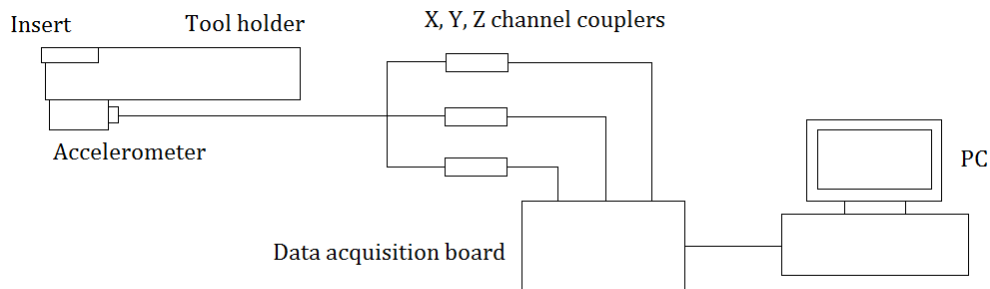 Insert
Tool holder
X, Y, Z channel couplers
Accelerometer
PC
Data acquisition board